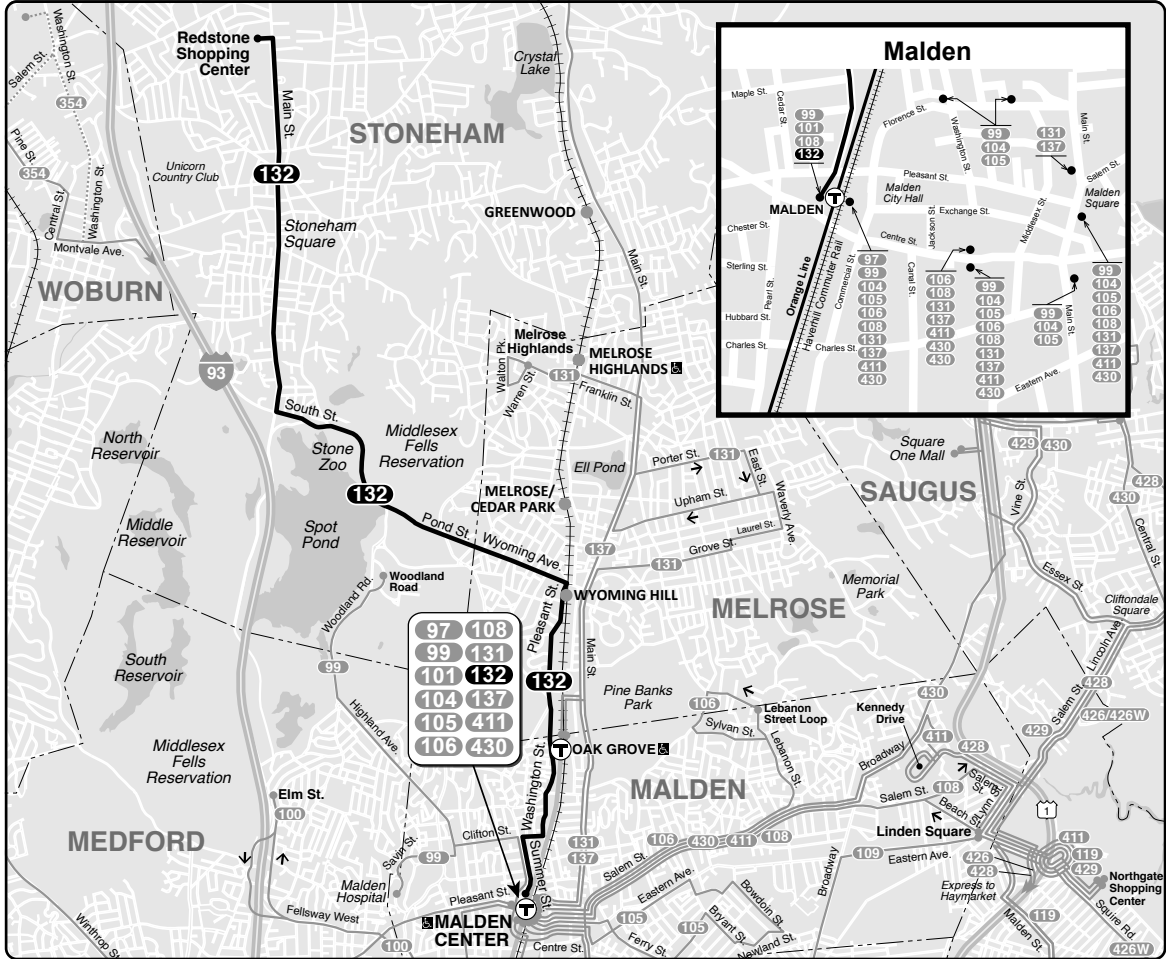 Redstone
Shopping
Center
Main St.
132
Washington St.
Salem St.
354
Pine St.
354
Central St.
Washington St.
Montvale Ave.
Unicorn
Country Club
STONEHAM
Stoneham
Square
WOBURN
93
Crystal
Lake
GREENWOOD
Main St.
Melrose
Highlands
MELROSE
HIGHLANDS
Walton Pk.
Warren St.
131
Franklin St.
South St.
Stone
Zoo
132
Middlesex
Fells
Reservation
North
Reservoir
Middle
Reservoir
South
Reservoir
Spot
Pond
Ell Pond
MELROSE/
CEDAR PARK
Pond St.
Wyoming Ave.
Porter St.
131
East St.
Upham St.
Waverly Ave.
Laurel St.
Grove St.
137
131
WYOMING HILL
Pleasant St.
Main St.
MELROSE
Memorial
Park
Woodland
Road
Woodland Rd.
99
Highland Ave.
97 108
99 131
101 132
104 137
105 411
106 430
132
Pine Banks
Park
106
Sylvan St.
Lebanon
Street Loop
Lebanon St.
OAK GROVE
Washington St.
MALDEN
Middlesex
Fells
Reservation
MEDFORD
Elm St.
100
Savin St.
99
Clifton St.
Malden
Hospital
Fellsway West
100
Winthrop St.
Pleasant St.
Summer St.
MALDEN
CENTER
Centre St.
131
137
Salem St.
106
430
411
108
Eastern Ave.
105
Ferry St.
105
Bryant St.
Bowdoin St.
Newland St.
Broadway
109
Eastern Ave.
Broadway
Kennedy
Drive
430
411
428
Salem St.
108
Salem St.
Beach St.
Lynn St.
Linden Square
426
428
Express to
Haymarket
1
411
119
429
Northgate
Shopping
Center
119
Malden St.
Squire Rd
426W
Square
One Mall
SAUGUS
429
430
Vine St.
Essex St.
428
430
Central St.
Cliftondale
Square
Lincoln Ave.
Salem St.
428
426/426W
429
Malden
Maple St.
Cedar St.
99
101
108
132
Florence St.
Washington St.
99
104
105
131
137
Main St.
Salem St.
Pleasant St.
Malden
City Hall
Malden
Square
MALDEN
Exchange St.
Jackson St.
Middlesex St.
Chester St.
Centre St.
Sterling St.
Pearl St.
Hubbard St.
Charles St.
Orange Line
Haverhill Commuter Rail
Commercial St.
Canal St.
Charles St.
97
99
104
105
106
108
131
137
411
430
106
108
131
137
411
430
430
99
104
105
106
108
131
137
411
430
99
104
105
Main St.
Eastern Ave.
99
104
105
106
108
131
137
411
430